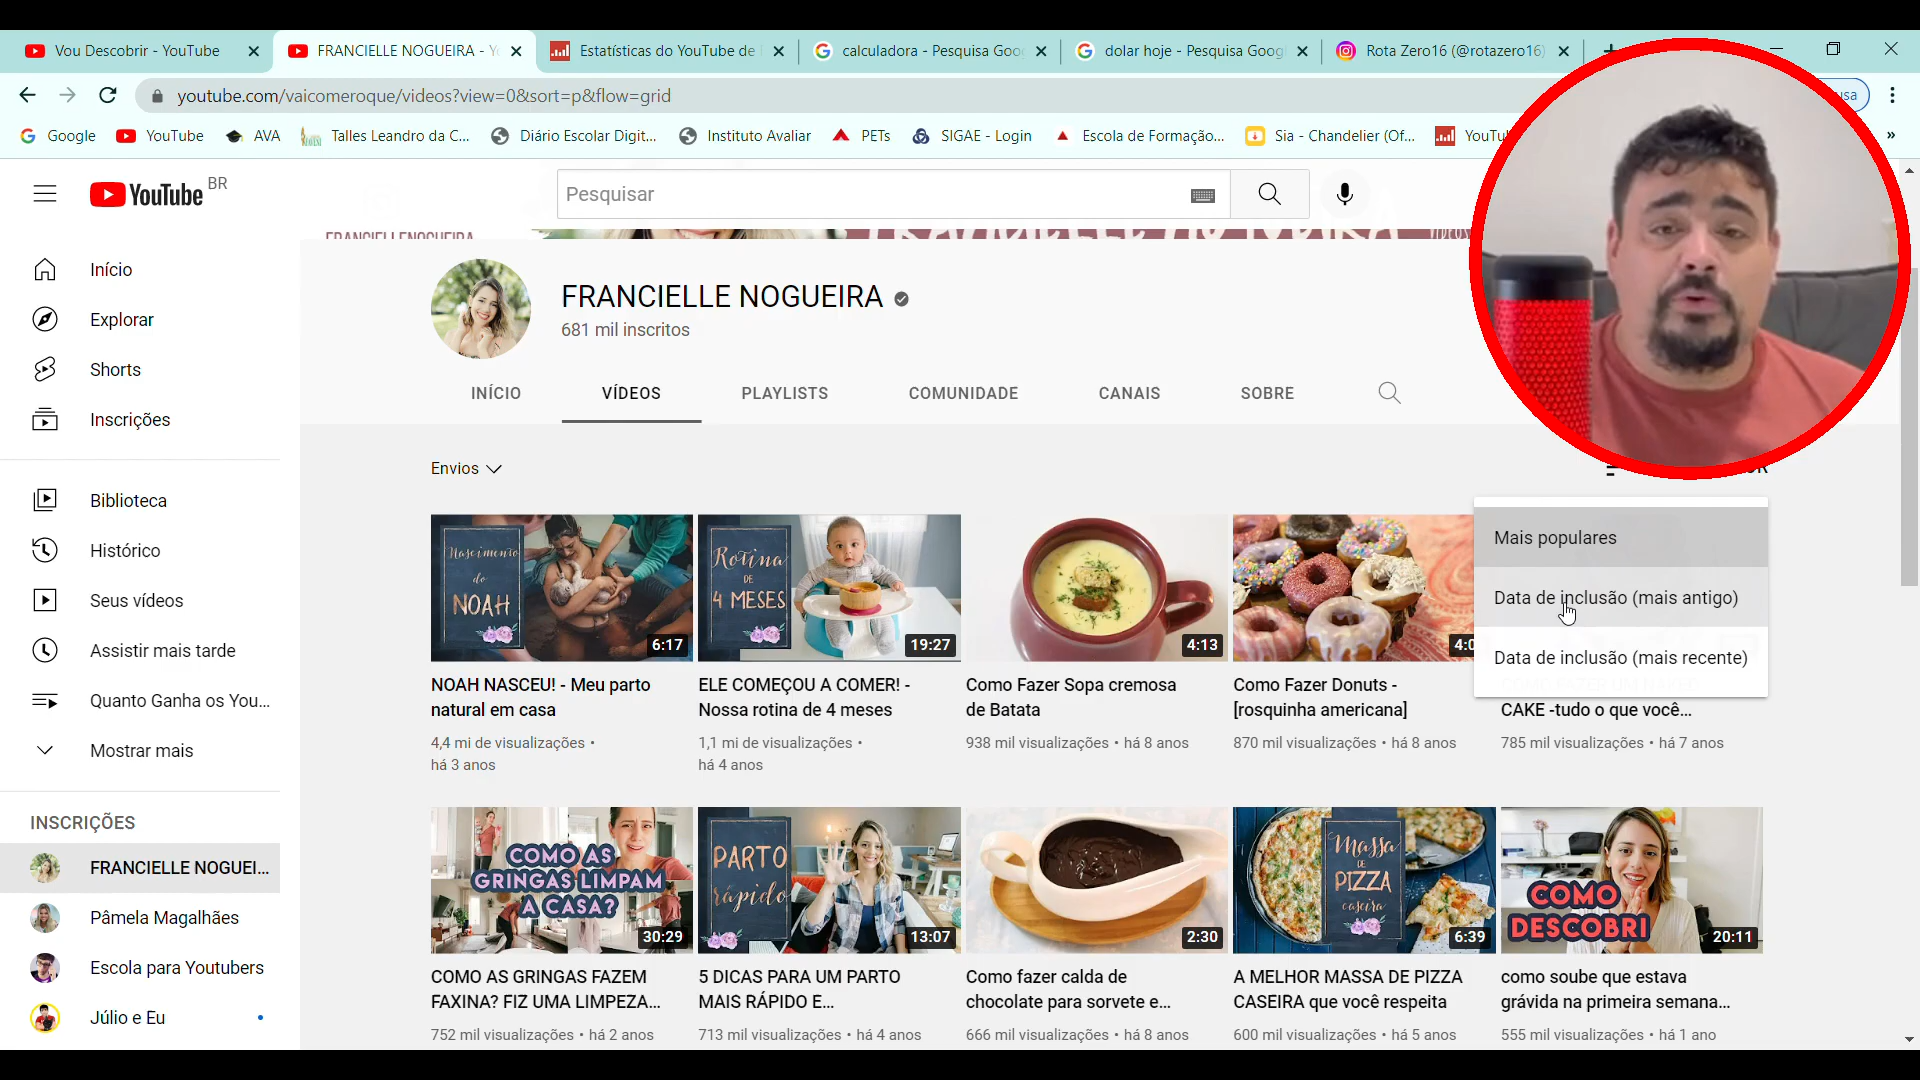 Vou Descobrir - YouTube
FRANCIELLE NOGUEIRA - Y
Estatísticas do YouTube de
calculadora - Pesquisa Goo
dolar hoje - Pesquisa Goog
Rota Zero16 (@rotazero16)
youtube.com/vaicomeroque/videos?view=0&sort=p&flow=grid
usa
Google
YouTube
AVA
Talles Leandro da C...
Diário Escolar Digit...
Instituto Avaliar
PETs
SIGAE - Login
Escola de Formação...
Sia - Chandelier (Of...
YouTu
YouTube BR
Pesquisar
FRANCIELLE NOGUEIRA
681 mil inscritos
INÍCIO
VÍDEOS
PLAYLISTS
COMUNIDADE
CANAIS
SOBRE
Início
Explorar
Shorts
Inscrições
Biblioteca
Histórico
Seus vídeos
Assistir mais tarde
Quanto Ganha os You...
Mostrar mais
INSCRIÇÕES
FRANCIELLE NOGUEI...
Pâmela Magalhães
Escola para Youtubers
Júlio e Eu
Envios
Mais populares
Data de inclusão (mais antigo)
Data de inclusão (mais recente)
Nascimento
do
NOAH
6:17
NOAH NASCEU! - Meu parto
natural em casa
4,4 mi de visualizações •
há 3 anos
Rotina
DE
4 MESES
19:27
ELE COMEÇOU A COMER! -
Nossa rotina de 4 meses
1,1 mi de visualizações •
há 4 anos
4:13
Como Fazer Sopa cremosa
de Batata
938 mil visualizações • há 8 anos
4:0
Como Fazer Donuts -
[rosquinha americana]
870 mil visualizações • há 8 anos
CAKE -tudo o que você...
785 mil visualizações • há 7 anos
COMO AS
GRINGAS LIMPAM
A CASA?
30:29
COMO AS GRINGAS FAZEM
FAXINA? FIZ UMA LIMPEZA...
752 mil visualizações • há 2 anos
PARTO
rápido
13:07
5 DICAS PARA UM PARTO
MAIS RÁPIDO E...
713 mil visualizações • há 4 anos
2:30
Como fazer calda de
chocolate para sorvete e...
666 mil visualizações • há 8 anos
Massa
DE
PIZZA
caseira
6:39
A MELHOR MASSA DE PIZZA
CASEIRA que você respeita
600 mil visualizações • há 5 anos
COMO
DESCOBRI
20:11
como soube que estava
grávida na primeira semana...
555 mil visualizações • há 1 ano